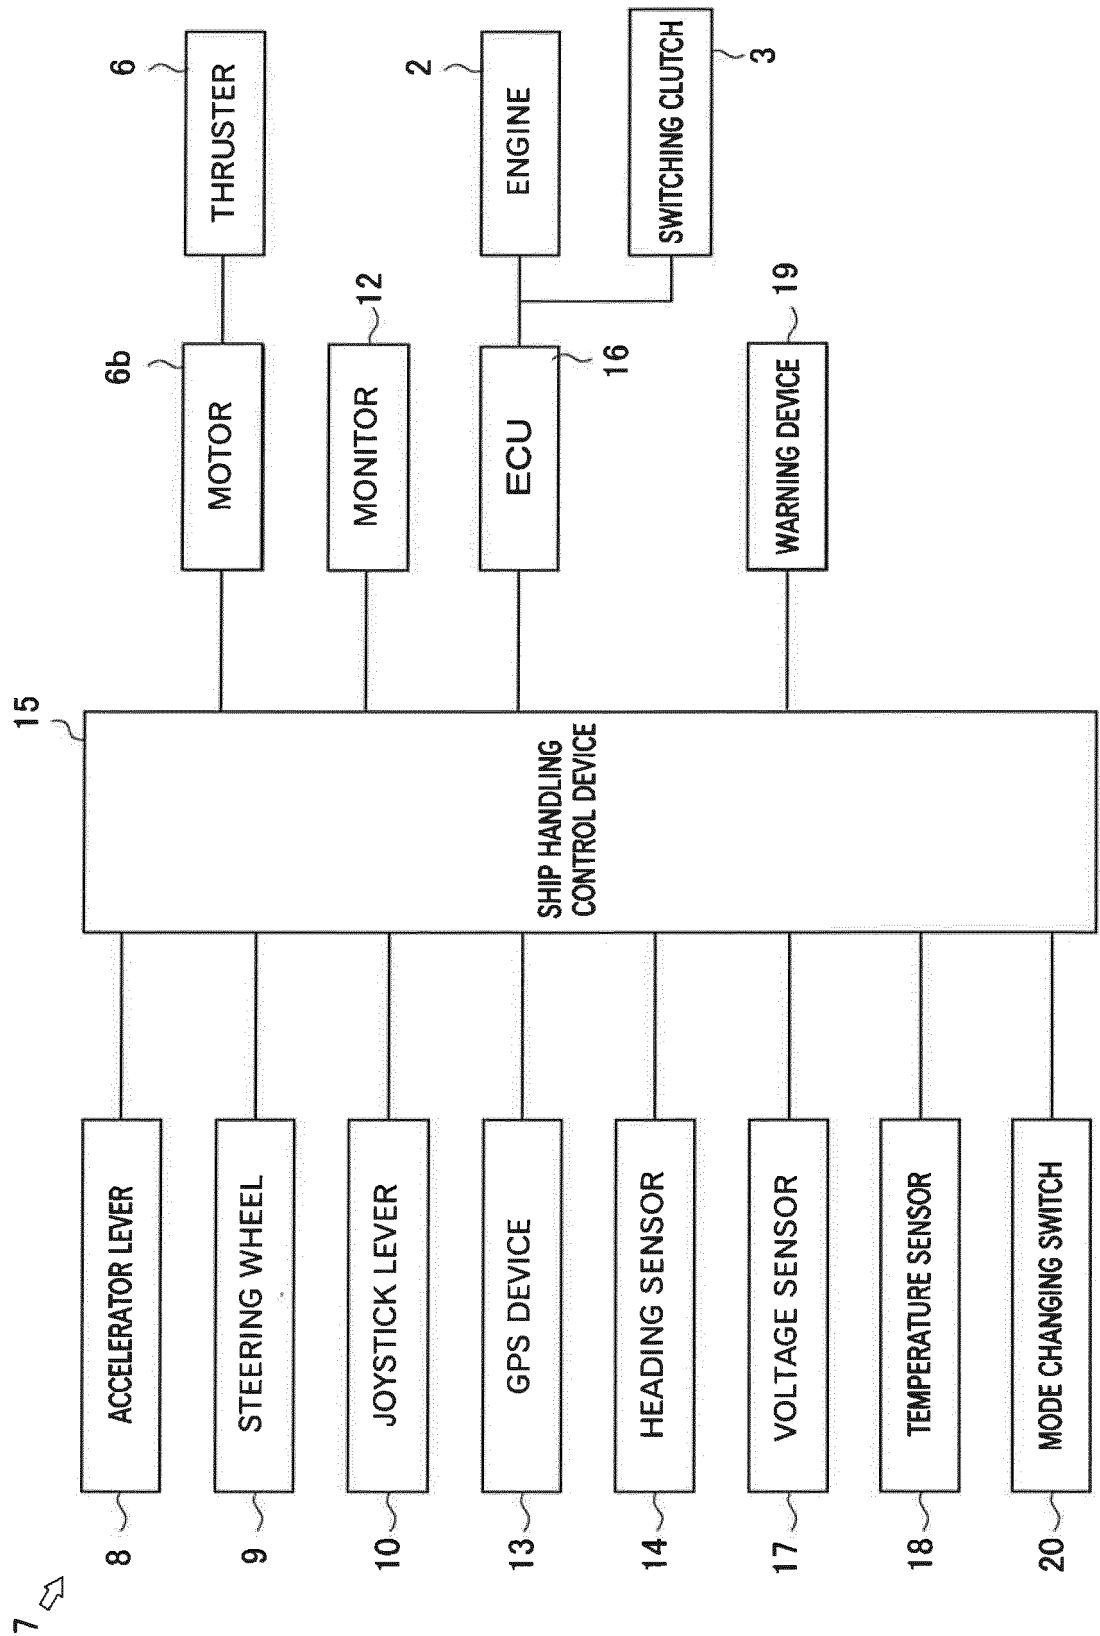 7
8
ACCELERATOR LEVER
9
STEERING WHEEL
10
JOYSTICK LEVER
13
GPS DEVICE
14
HEADING SENSOR
17
VOLTAGE SENSOR
18
TEMPERATURE SENSOR
20
MODE CHANGING SWITCH
15
SHIP HANDLING
CONTROL DEVICE
6b
MOTOR
6
THRUSTER
12
MONITOR
16
ECU
2
ENGINE
3
SWITCHING CLUTCH
19
WARNING DEVICE